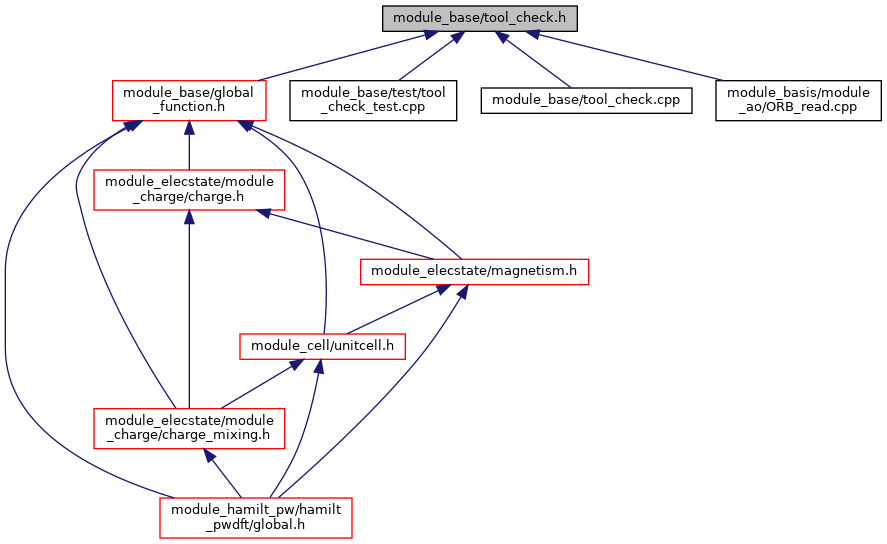 module_base/tool_check.h
module_base/global
_function.h
module_base/test/tool
_check_test.cpp
module_base/tool_check.cpp
module_basis/module
_ao/ORB_read.cpp
module_elecstate/module
_charge/charge.h
module_elecstate/magnetism.h
module_cell/unitcell.h
module_elecstate/module
_charge/charge_mixing.h
module_hamilt_pw/hamilt
_pwdft/global.h